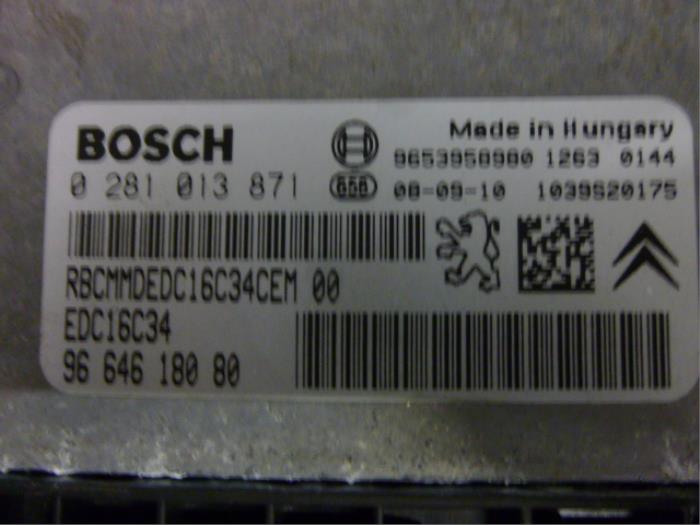 BOSCH
Made in Hungary
9653958980 1263 0144
0 281 013 871
08-09-10 1039S20175
RBCMMDEDC16C34CEM 00
EDC16C34
96 646 180 80